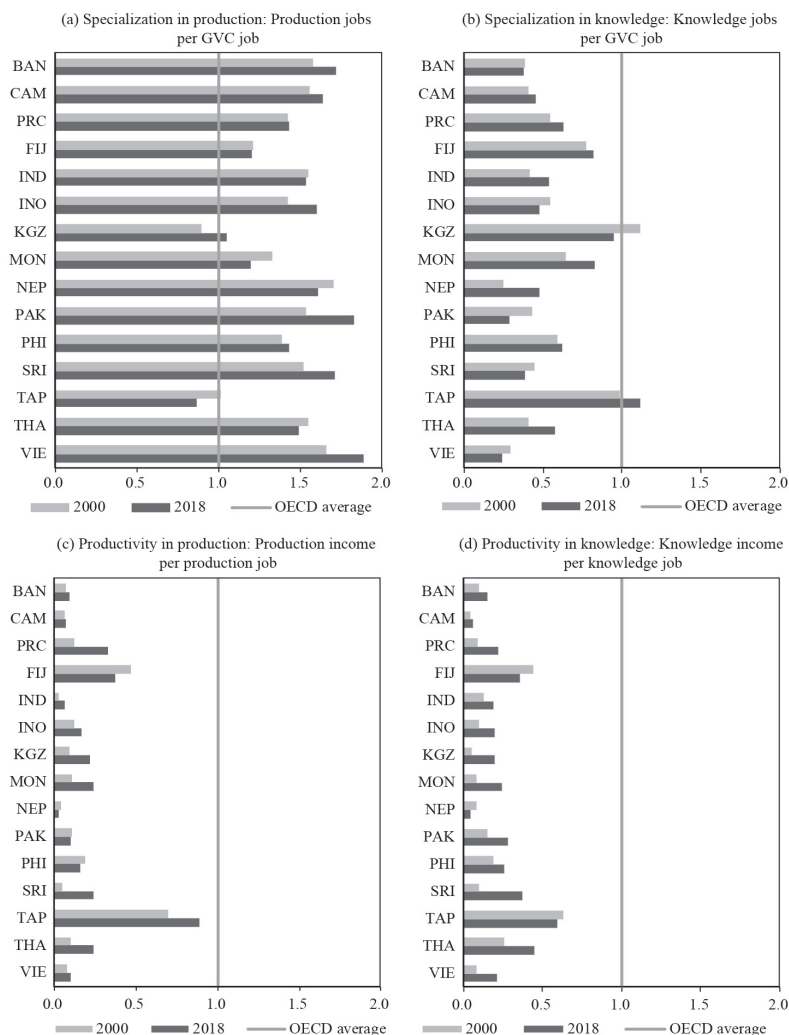 (a) Specialization in production: Production jobs
per GVC job
BAN
CAM
PRC
FIJ
IND
INO
KGZ
MON
NEP
PAK
PHI
SRI
TAP
THA
VIE
0.0 0.5 1.0 1.5 2.0
2000 2018 OECD average
(b) Specialization in knowledge: Knowledge jobs
per GVC job
BAN
CAM
PRC
FIJ
IND
INO
KGZ
MON
NEP
PAK
PHI
SRI
TAP
THA
VIE
0.0 0.5 1.0 1.5 2.0
2000 2018 OECD average
(c) Productivity in production: Production income
per production job
BAN
CAM
PRC
FIJ
IND
INO
KGZ
MON
NEP
PAK
PHI
SRI
TAP
THA
VIE
0.0 0.5 1.0 1.5 2.0
2000 2018 OECD average
(d) Productivity in knowledge: Knowledge income
per knowledge job
BAN
CAM
PRC
FIJ
IND
INO
KGZ
MON
NEP
PAK
PHI
SRI
TAP
THA
VIE
0.0 0.5 1.0 1.5 2.0
2000 2018 OECD average